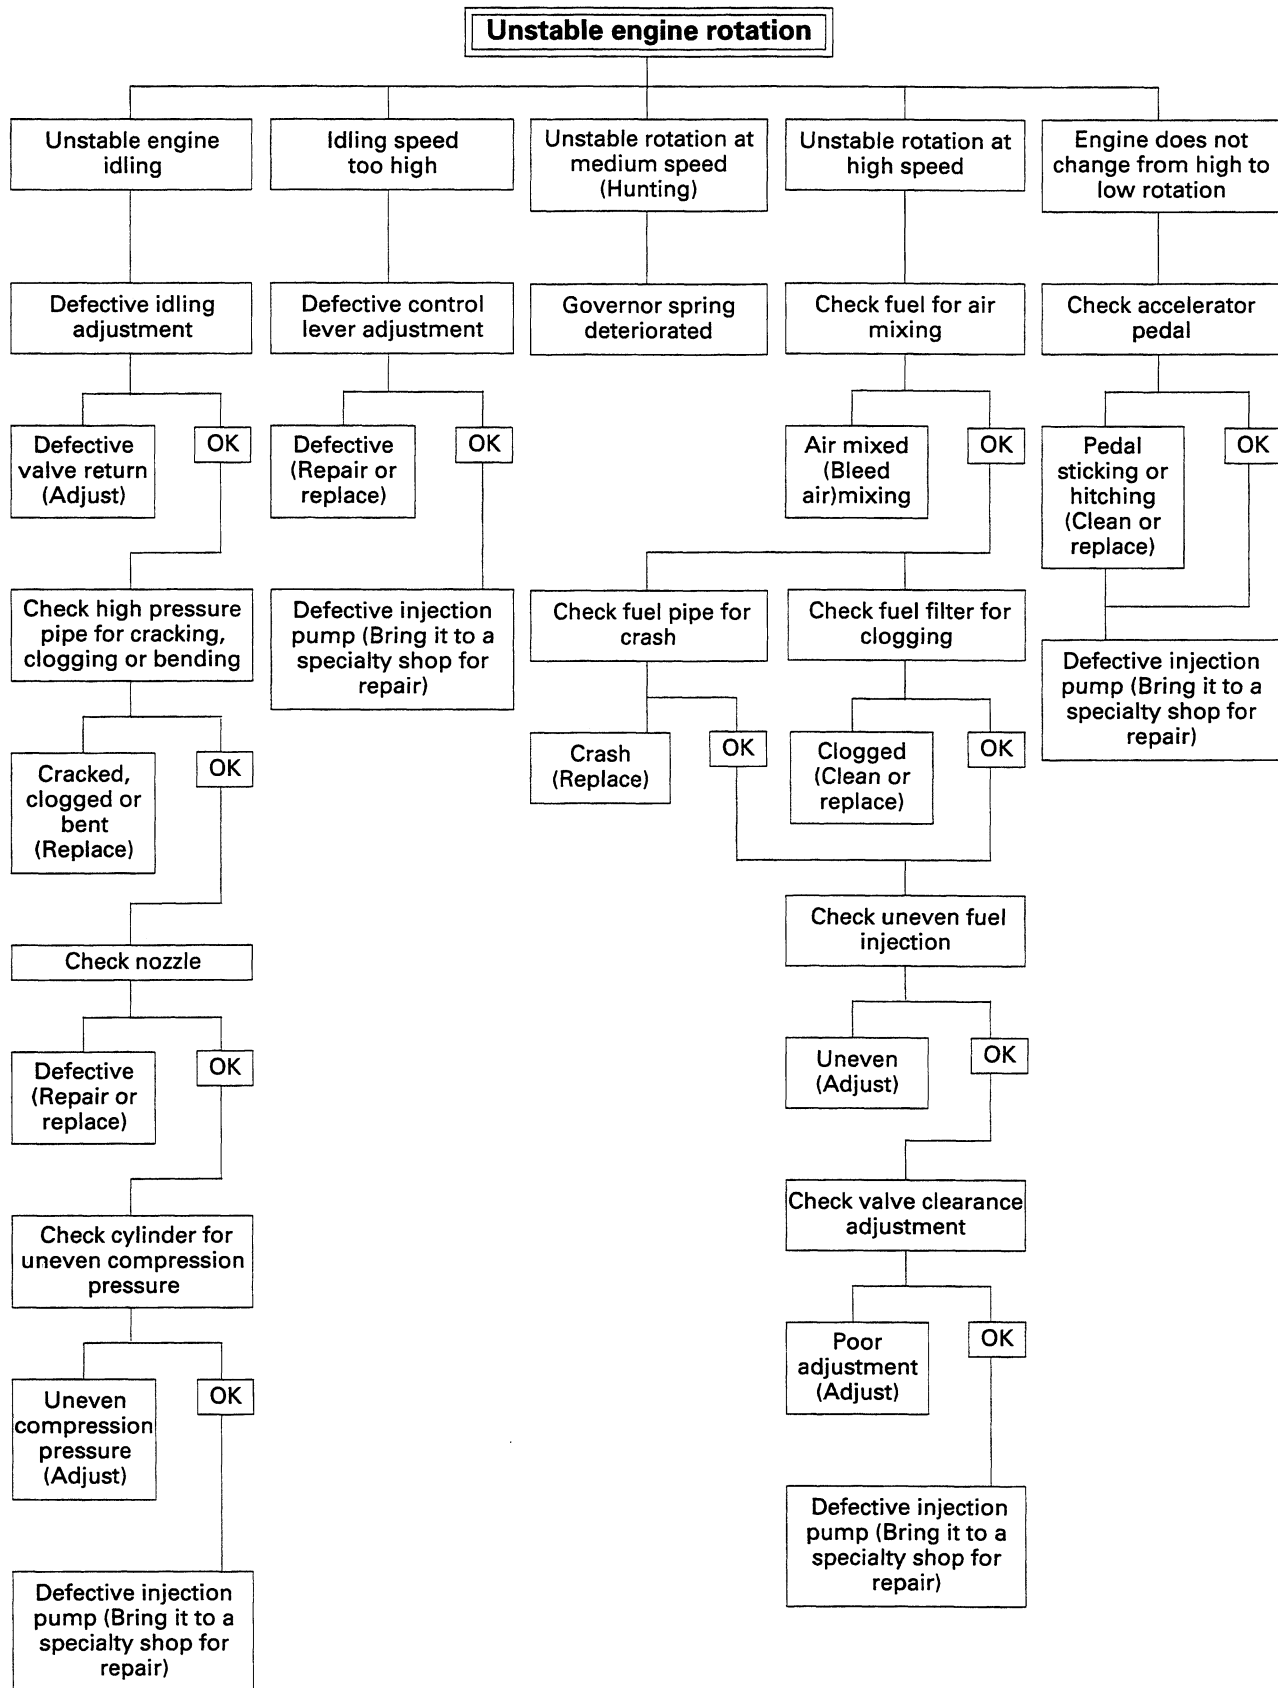 Unstable engine rotation
Unstable engine
idling
Idling speed
too high
Unstable rotation at
medium speed
(Hunting)
Unstable rotation at
high speed
Engine does not
change from high to
low rotation
Defective idling
adjustment
Defective control
lever adjustment
Governor spring
deteriorated
Check fuel for air
mixing
Check accelerator
pedal
Defective
valve return
(Adjust)
OK
Defective
(Repair or
replace)
OK
Air mixed
(Bleed
air)mixing
OK
Pedal
sticking or
hitching
(Clean or
replace)
OK
Check high pressure
pipe for cracking,
clogging or bending
Defective injection
pump (Bring it to a
specialty shop for
repair)
Check fuel pipe for
crash
Check fuel filter for
clogging
Defective injection
pump (Bring it to a
specialty shop for
repair)
Cracked,
clogged or
bent
(Replace)
OK
Crash
(Replace)
OK
Clogged
(Clean or
replace)
OK
Check uneven fuel
injection
Check nozzle
Defective
(Repair or
replace)
OK
Uneven
(Adjust)
OK
Check valve clearance
adjustment
Check cylinder for
uneven compression
pressure
Poor
adjustment
(Adjust)
OK
Uneven
compression
pressure
(Adjust)
OK
Defective injection
pump (Bring it to a
specialty shop for
repair)
Defective injection
pump (Bring it to a
specialty shop for
repair)